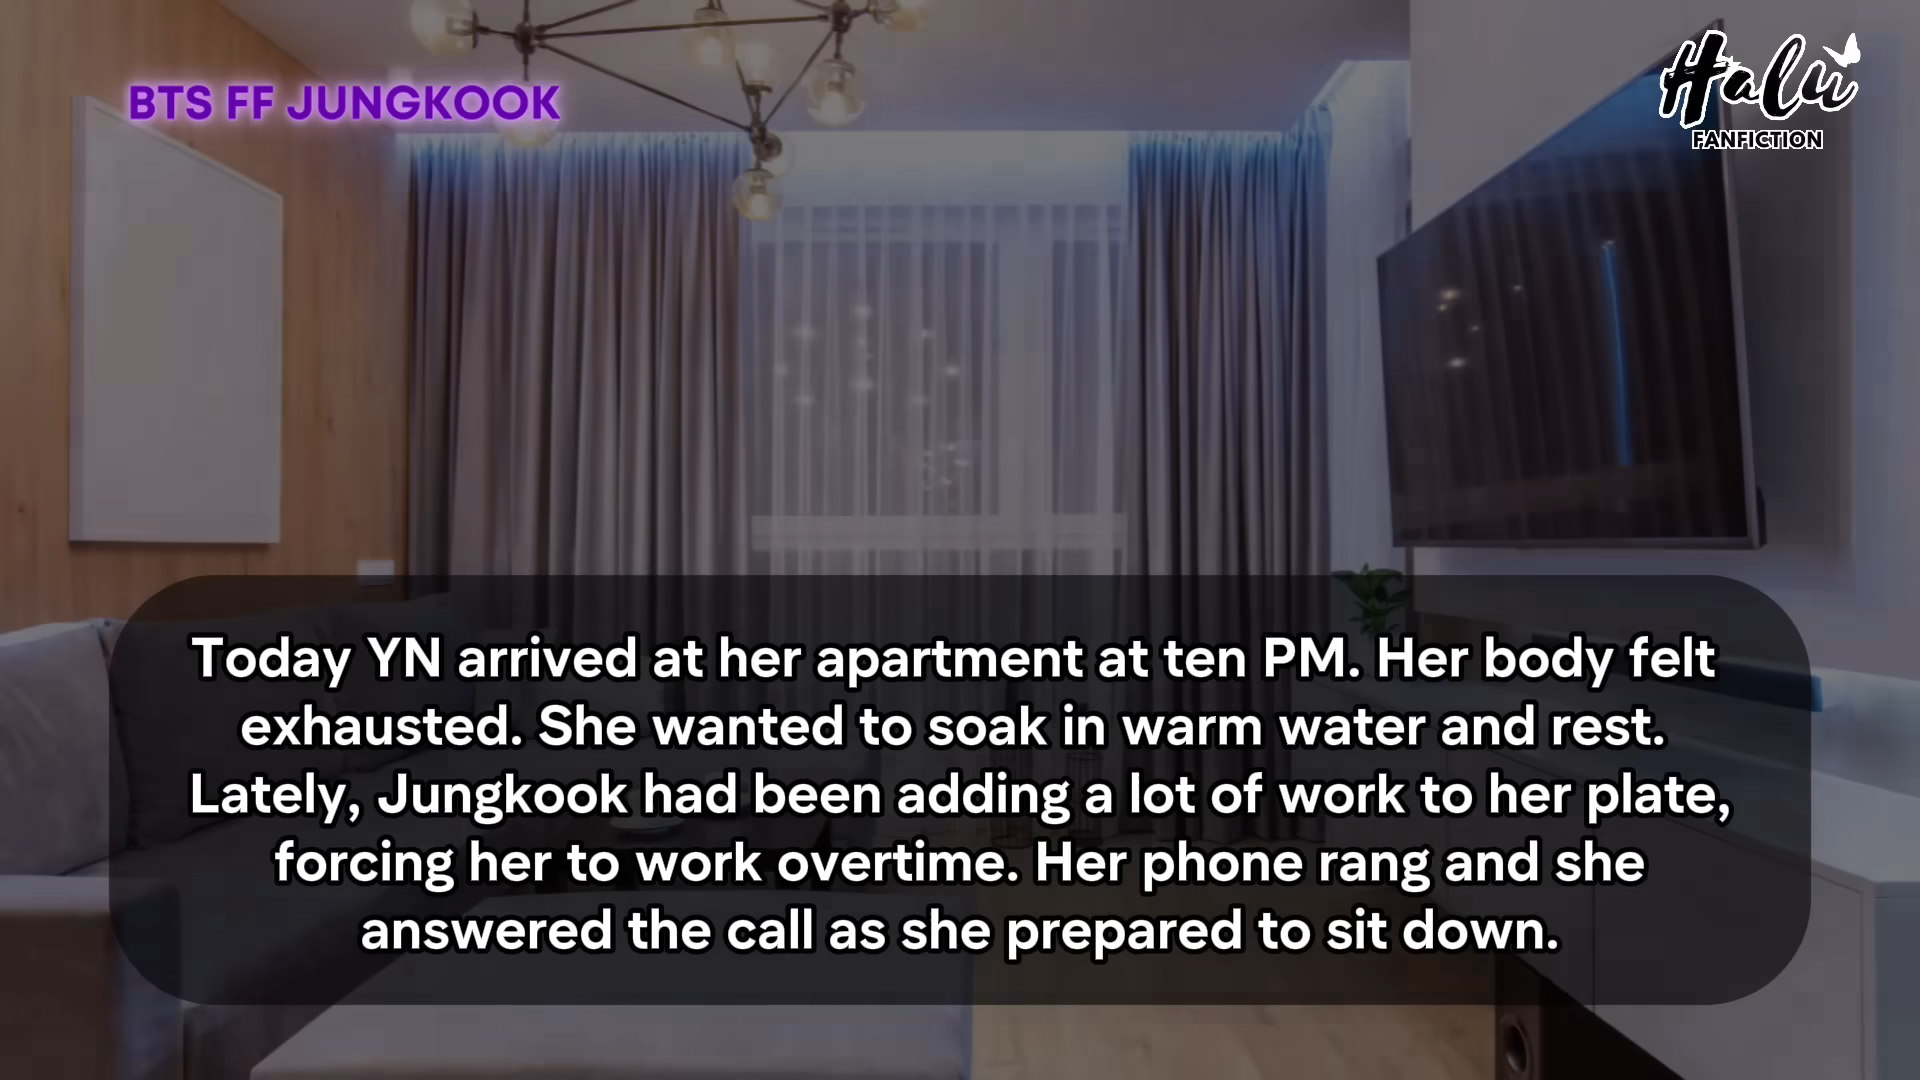 BTS FF JUNGKOOK
Halu
FANFICTION
Today YN arrived at her apartment at ten PM. Her body felt
exhausted. She wanted to soak in warm water and rest.
Lately, Jungkook had been adding a lot of work to her plate,
forcing her to work overtime. Her phone rang and she
answered the call as she prepared to sit down.